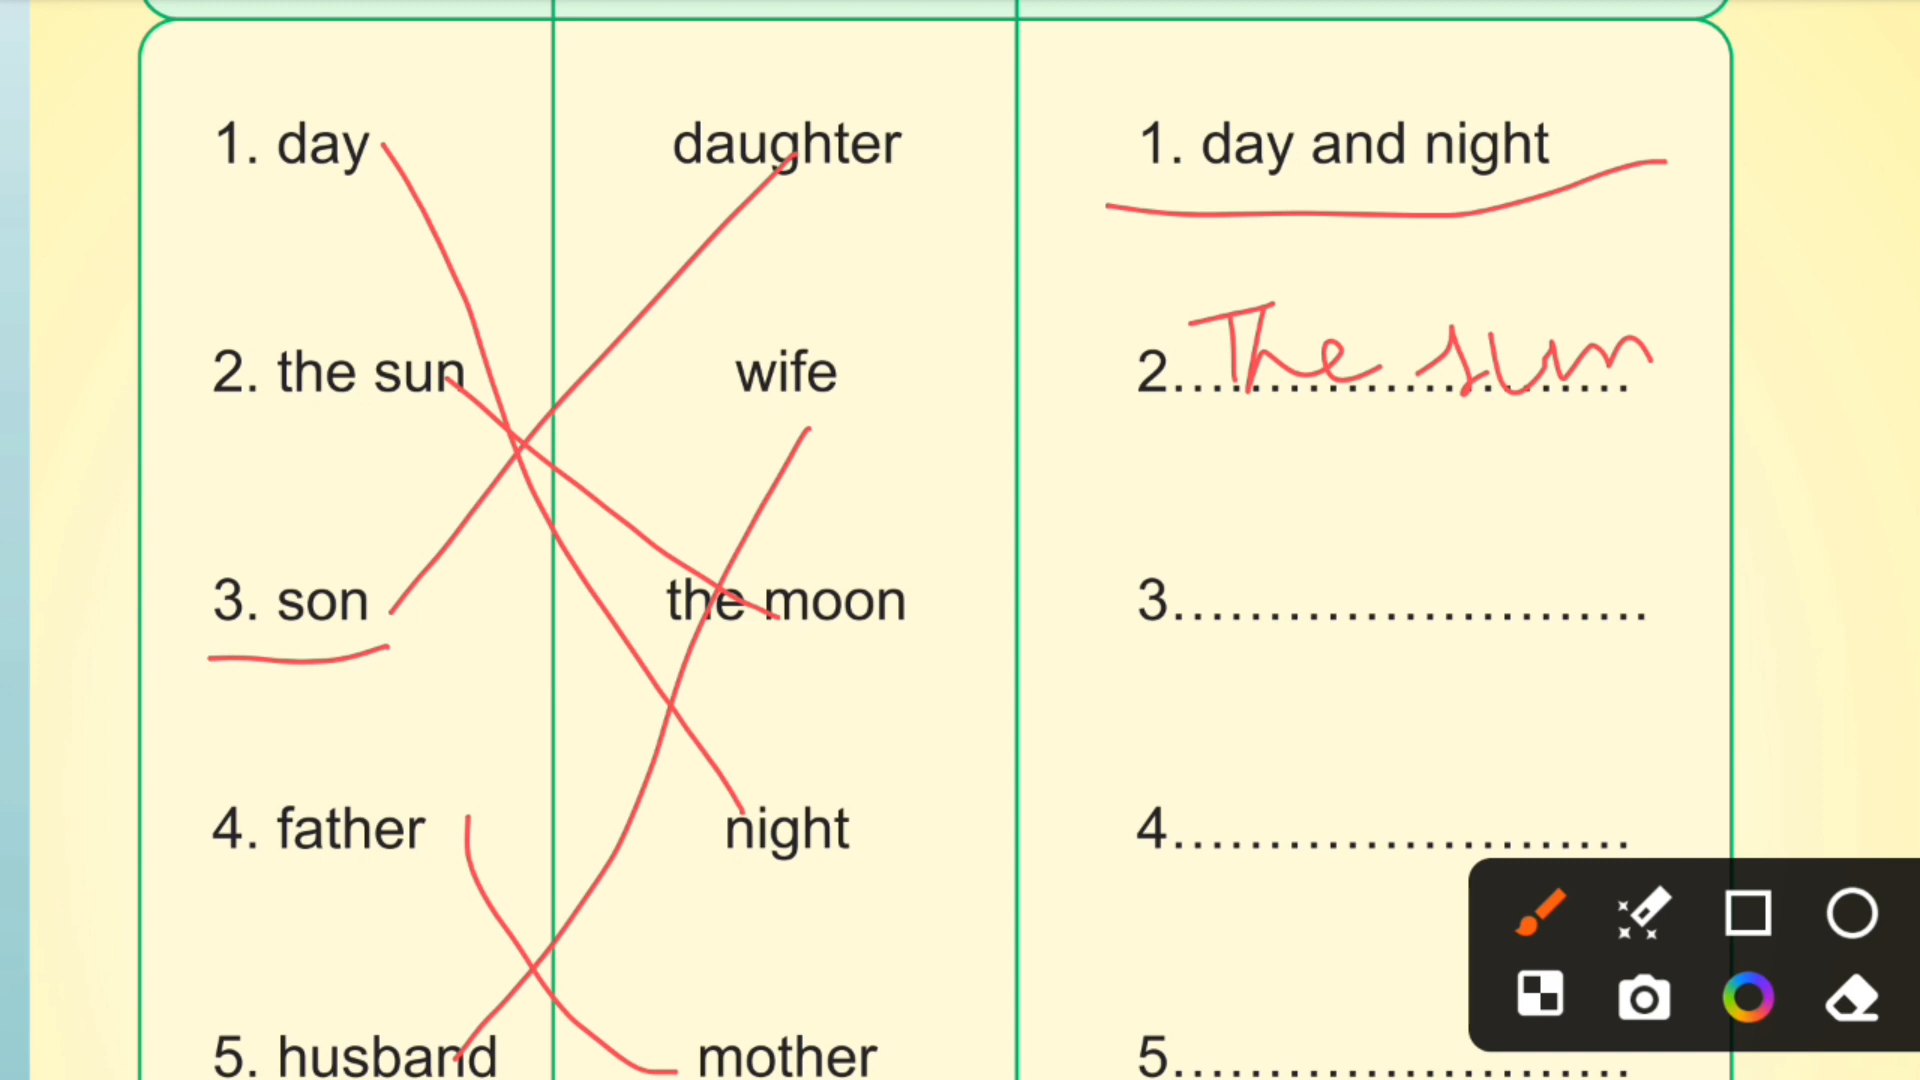 1. day daughter 1. day and night
2. the sun wife 2. The sun
3. son the moon 3.........................
4. father night 4........................
5. husband mother 5........................